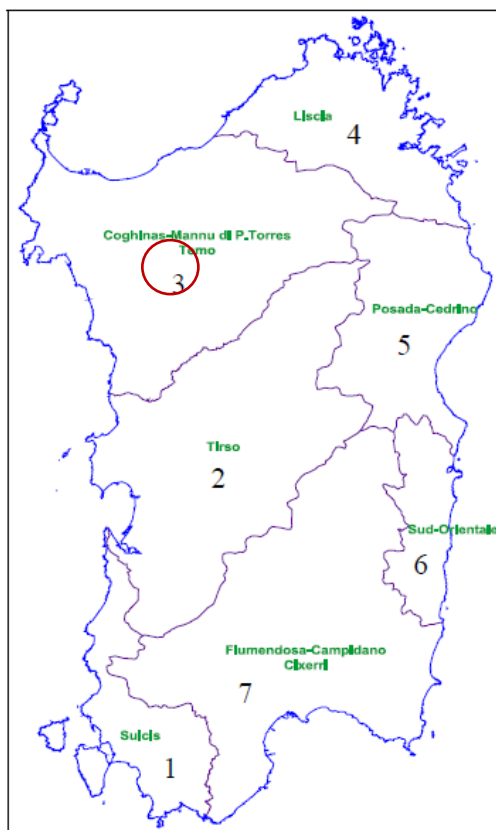 Liscia
4
Coghinas-Mannu di P.Torres
Temo
3
Posada-Cedrino
5
Tirso
2
Sud-Orientale
6
Flumendosa-Campidano
Cixerri
7
Sulcis
1